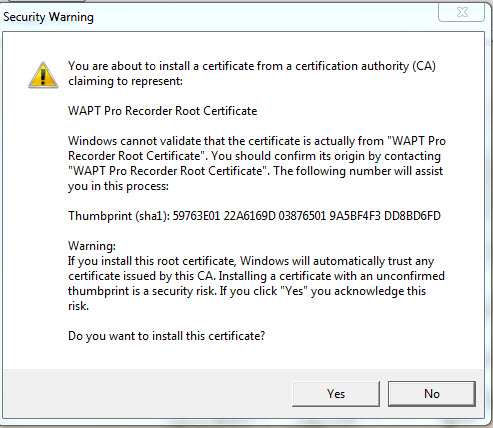 Security Warning
You are about to install a certificate from a certification authority (CA)
claiming to represent:
WAPT Pro Recorder Root Certificate
Windows cannot validate that the certificate is actually from "WAPT Pro
Recorder Root Certificate". You should confirm its origin by contacting
"WAPT Pro Recorder Root Certificate". The following number will assist
you in this process:
Thumbprint (sha1): 59763E01 22A6169D 03876501 9A5BF4F3 DD8BD6FD
Warning:
If you install this root certificate, Windows will automatically trust any
certificate issued by this CA. Installing a certificate with an unconfirmed
thumbprint is a security risk. If you click "Yes" you acknowledge this
risk.
Do you want to install this certificate?
Yes
No